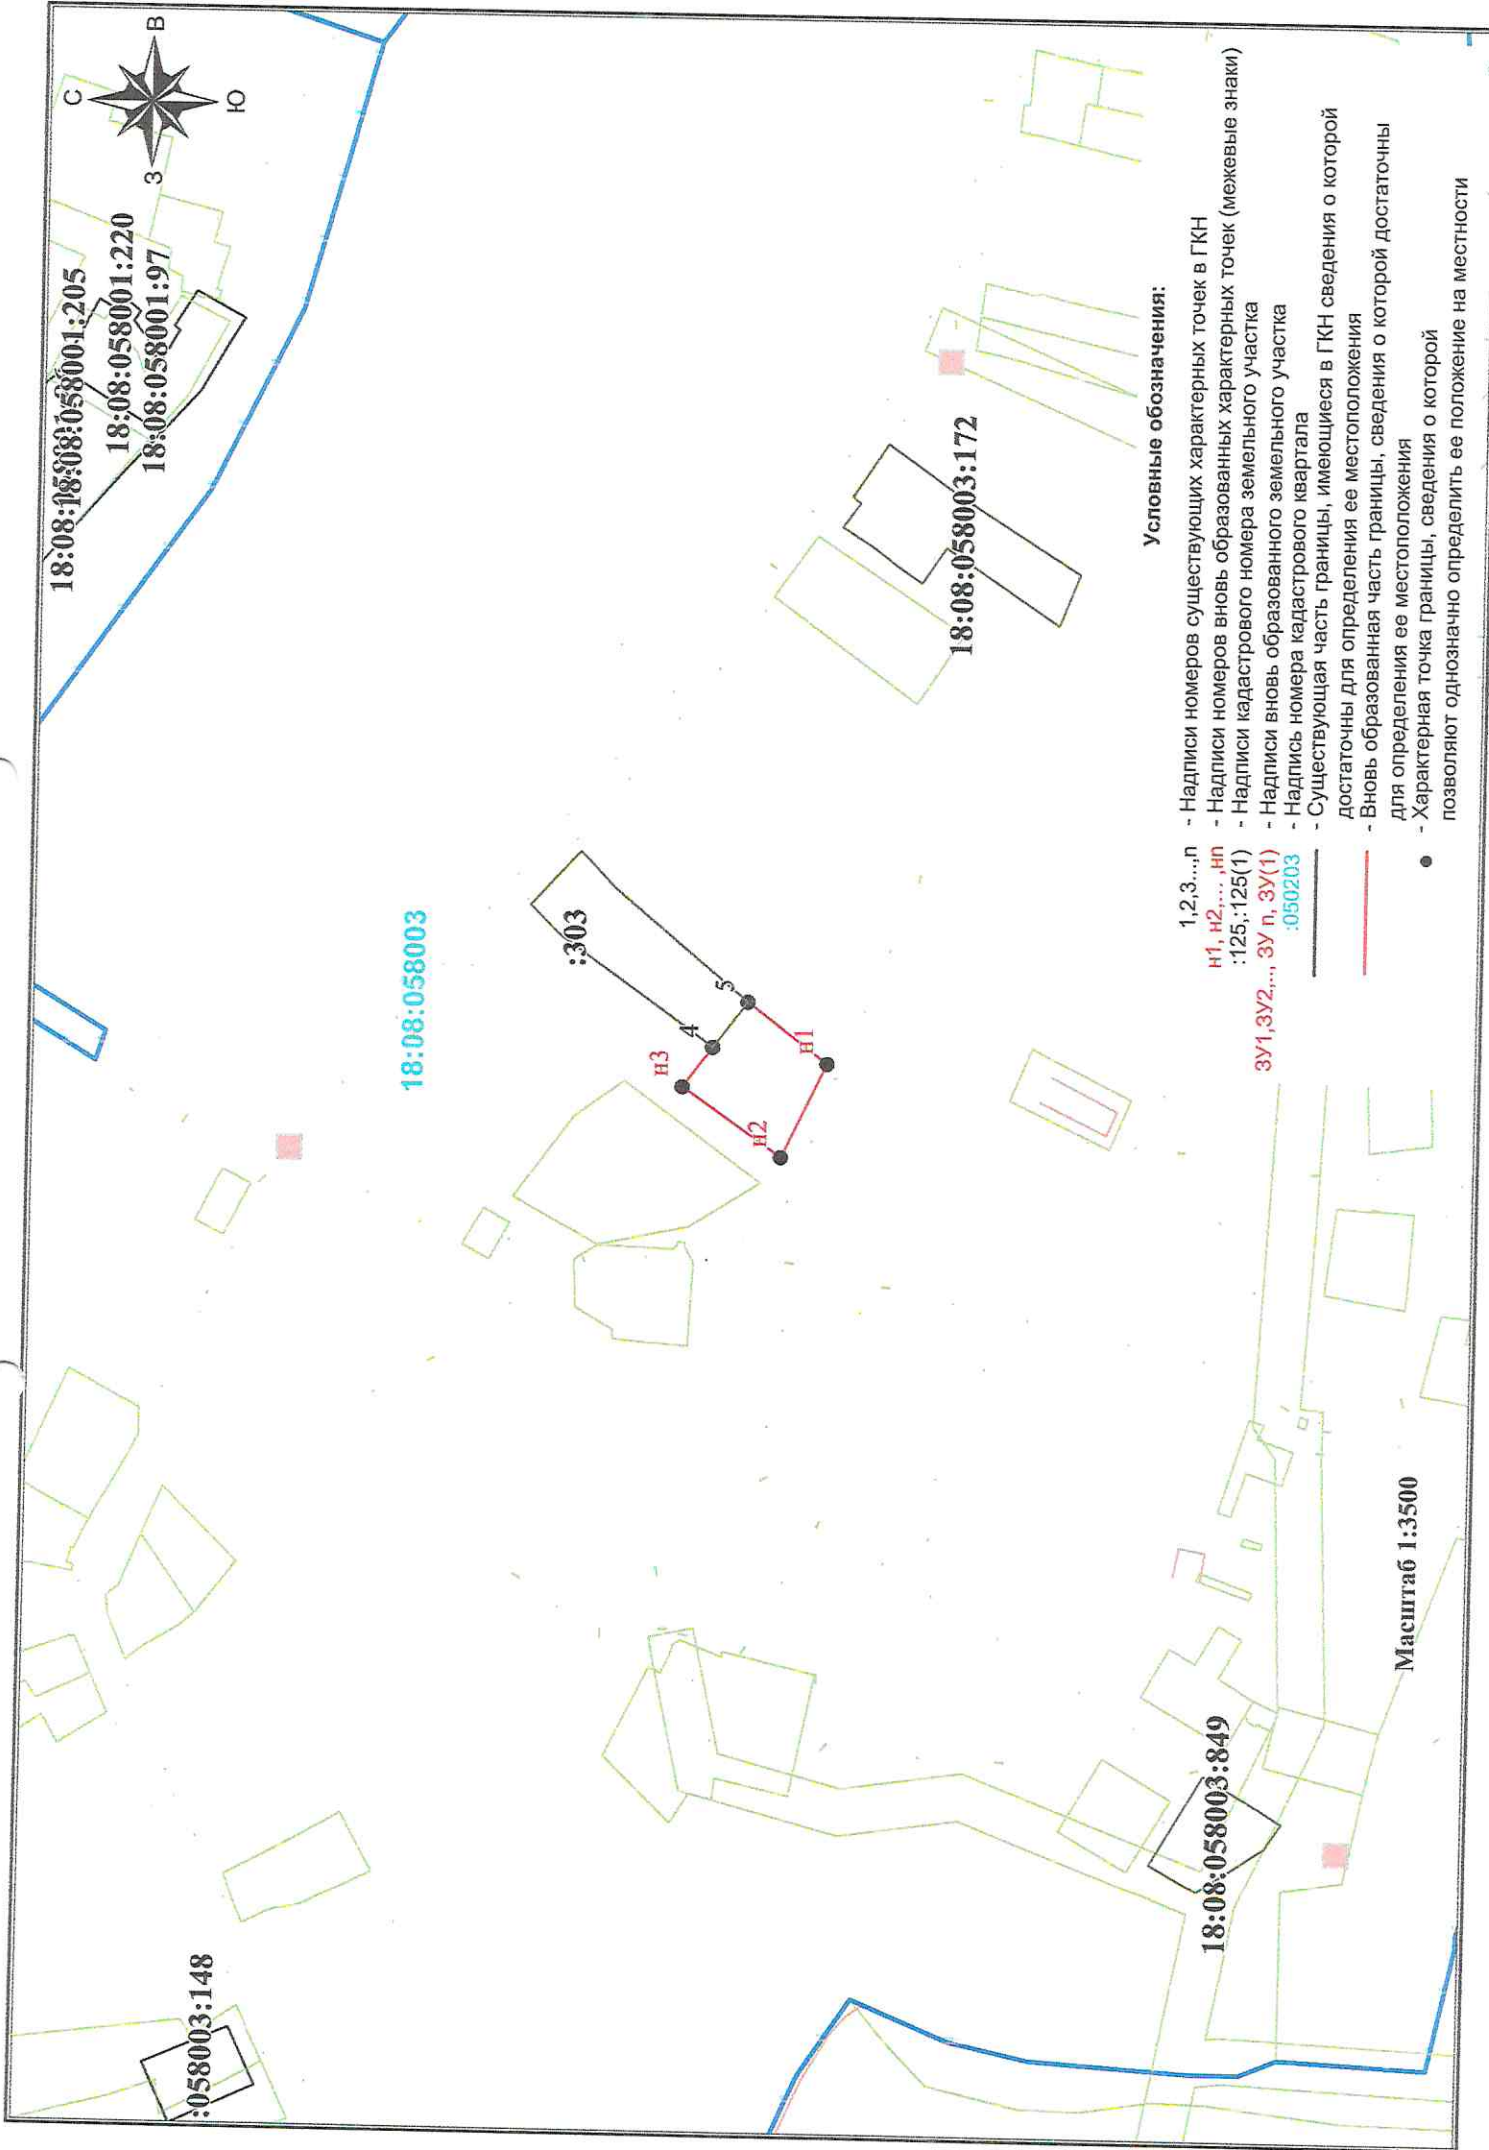 С
З
В
Ю
18:08:058001:205
18:08:058001:220
18:08:058001:97
18:08:058003
:303
18:08:058003:172
н3
4
5
н2
н1
:058003:148
18:08:058003:849
Масштаб 1:3500
Условные обозначения:
1,2,3...,n - Надписи номеров существующих характерных точек в ГКН
н1, н2,... ,нn - Надписи номеров вновь образованных характерных точек (межевые знаки)
:125,:125(1) - Надписи кадастрового номера земельного участка
ЗУ1,ЗУ2,.., ЗУ n, ЗУ(1) - Надписи вновь образованного земельного участка
:050203 - Надпись номера кадастрового квартала
- Существующая часть границы, имеющиеся в ГКН сведения о которой
достаточны для определения ее местоположения
- Вновь образованная часть границы, сведения о которой достаточны
для определения ее местоположения
- Характерная точка границы, сведения о которой
позволяют однозначно определить ее положение на местности